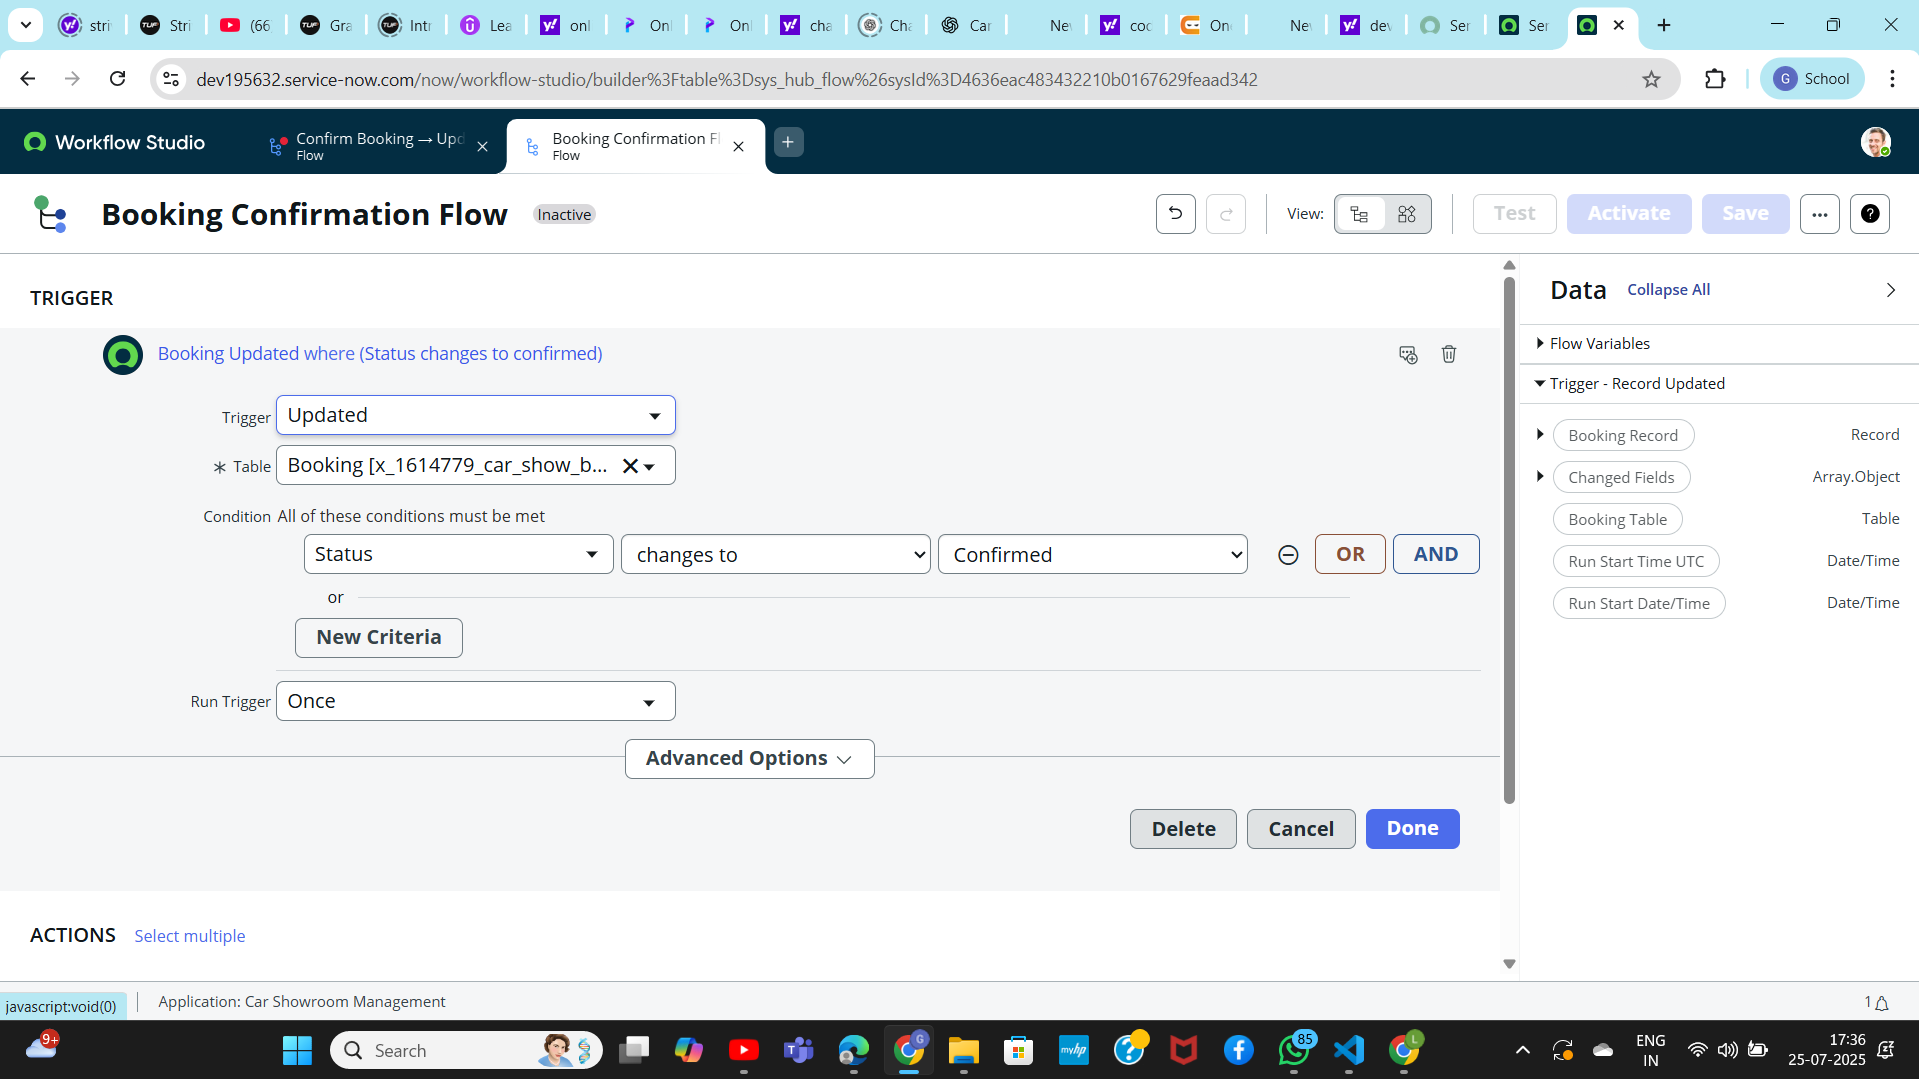 stri
Stri
(66
Gra
Intr
Lea
onl
Onl
Onl
cha
Cha
Car
Nev
coc
One
Nev
dev
Ser
Ser
dev195632.service-now.com/now/workflow-studio/builder%3Ftable%3Dsys_hub_flow%26sysId%3D4636eac483432210b0167629feaad342
G School
Workflow Studio
Confirm Booking → Upd
Flow
Booking Confirmation Fl
Flow
Booking Confirmation Flow
Inactive
View:
Test
Activate
Save
TRIGGER
Booking Updated where (Status changes to confirmed)
Trigger
Updated
Table
Booking [x_1614779_car_show_b...
Condition
All of these conditions must be met
Status
changes to
Confirmed
OR
AND
or
New Criteria
Run Trigger
Once
Advanced Options
Delete
Cancel
Done
ACTIONS
Select multiple
Data
Collapse All
Flow Variables
Trigger - Record Updated
Booking Record
Record
Changed Fields
Array.Object
Booking Table
Table
Run Start Time UTC
Date/Time
Run Start Date/Time
Date/Time
javascript:void(0)
Application: Car Showroom Management
1
9+
Search
myhp
G
85
L
ENG
IN
17:36
25-07-2025